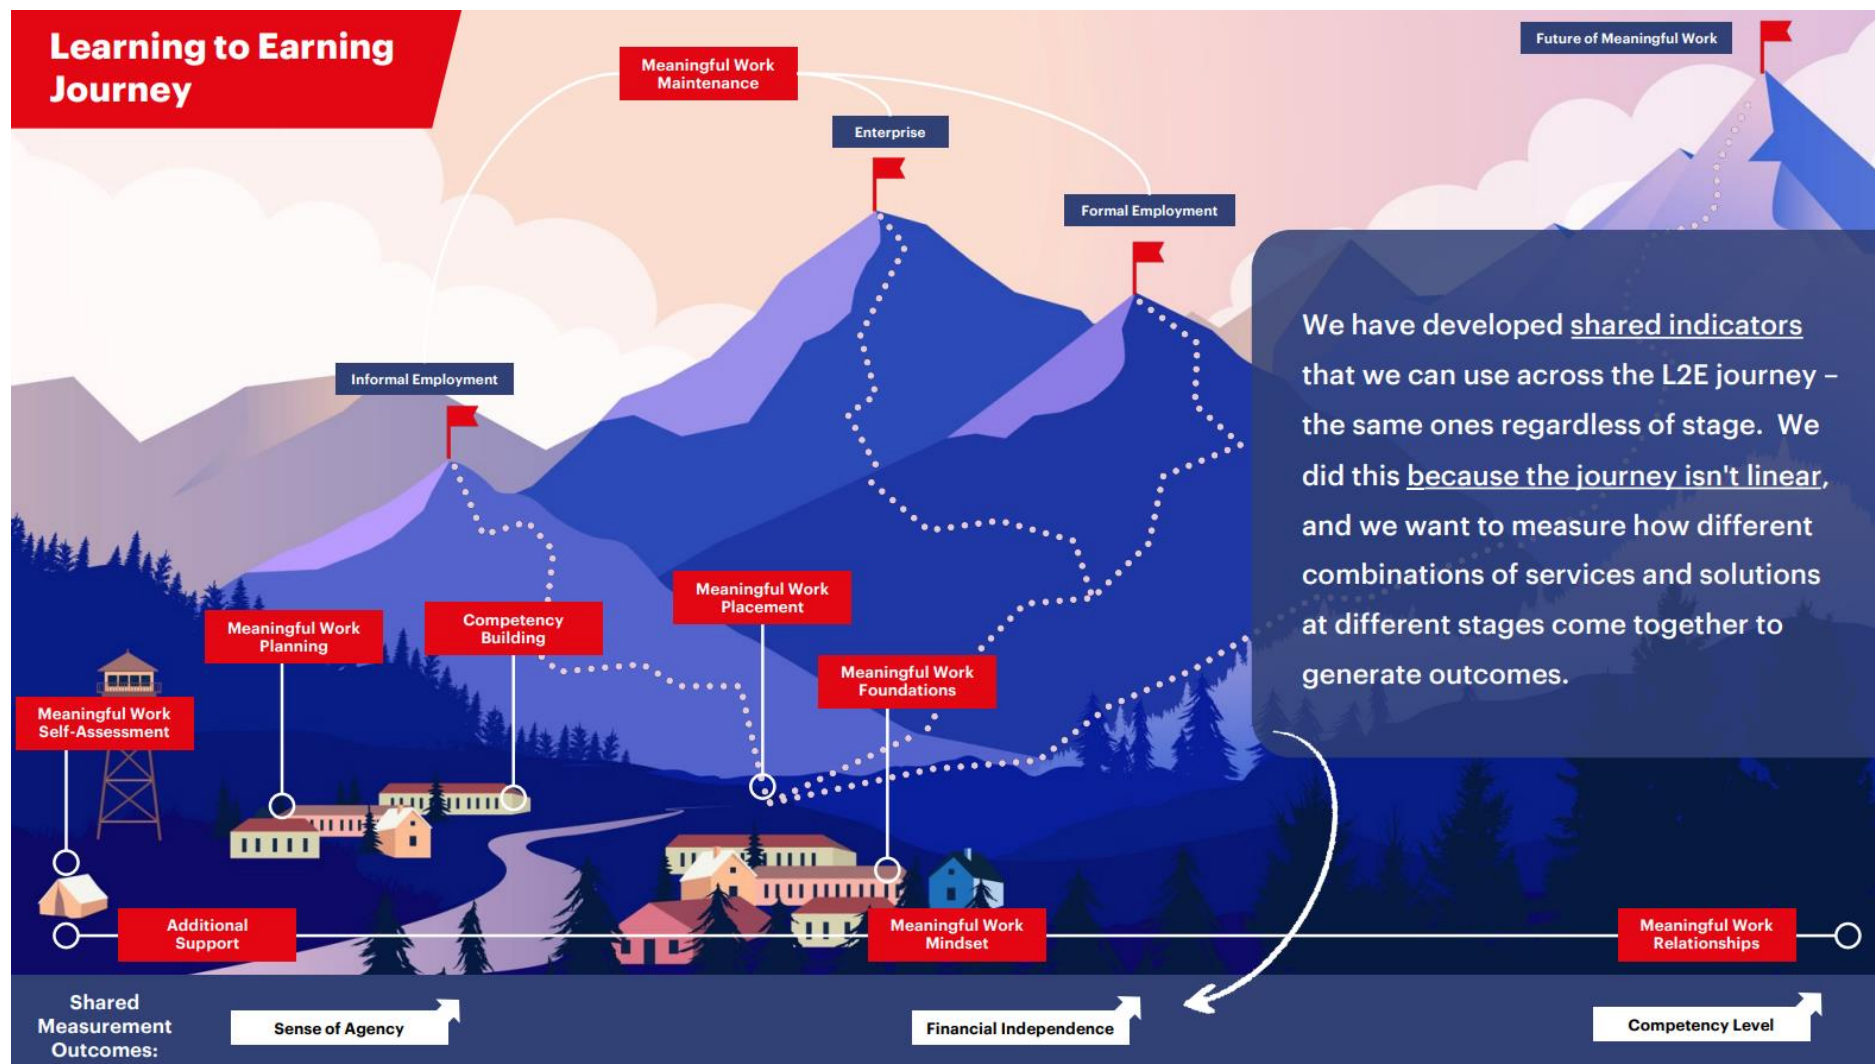 Learning to Earning
Journey
Meaningful Work
Maintenance
Future of Meaningful Work
Enterprise
Formal Employment
Informal Employment
We have developed shared indicators
that we can use across the L2E journey –
the same ones regardless of stage. We
did this because the journey isn't linear,
and we want to measure how different
combinations of services and solutions
at different stages come together to
generate outcomes.
Meaningful Work
Placement
Competency
Building
Meaningful Work
Planning
Meaningful Work
Foundations
Meaningful Work
Self-Assessment
Additional
Support
Meaningful Work
Mindset
Meaningful Work
Relationships
Shared
Measurement
Outcomes:
Sense of Agency
Financial Independence
Competency Level